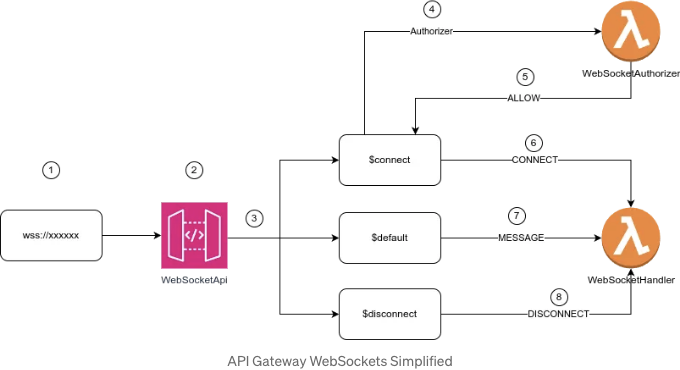 4
Authorizer
WebSocketAuthorizer
5
ALLOW
1
2
3
$connect
6
CONNECT
wss://xxxxxx
WebSocketApi
$default
7
MESSAGE
WebSocketHandler
$disconnect
8
DISCONNECT
API Gateway WebSockets Simplified